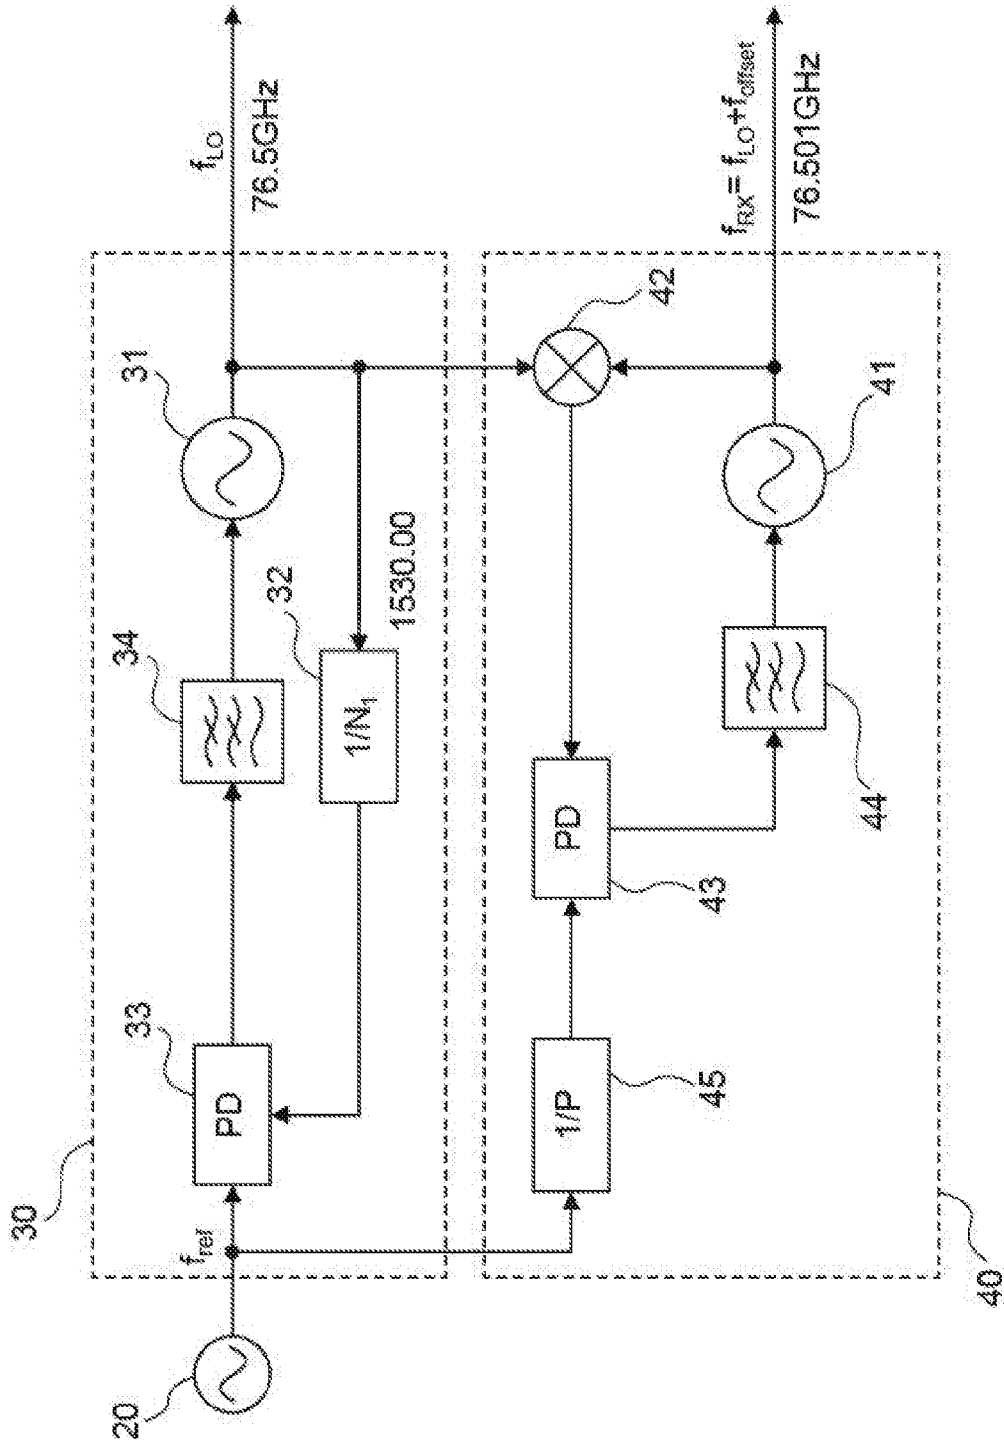 f_LO
76.5GHz
31
34
32
1530.00
1/N₁
33
PD
30
f_ref
20
f_RX= f_LO+f_offset
76.501GHz
42
41
PD
43
44
1/P
45
40